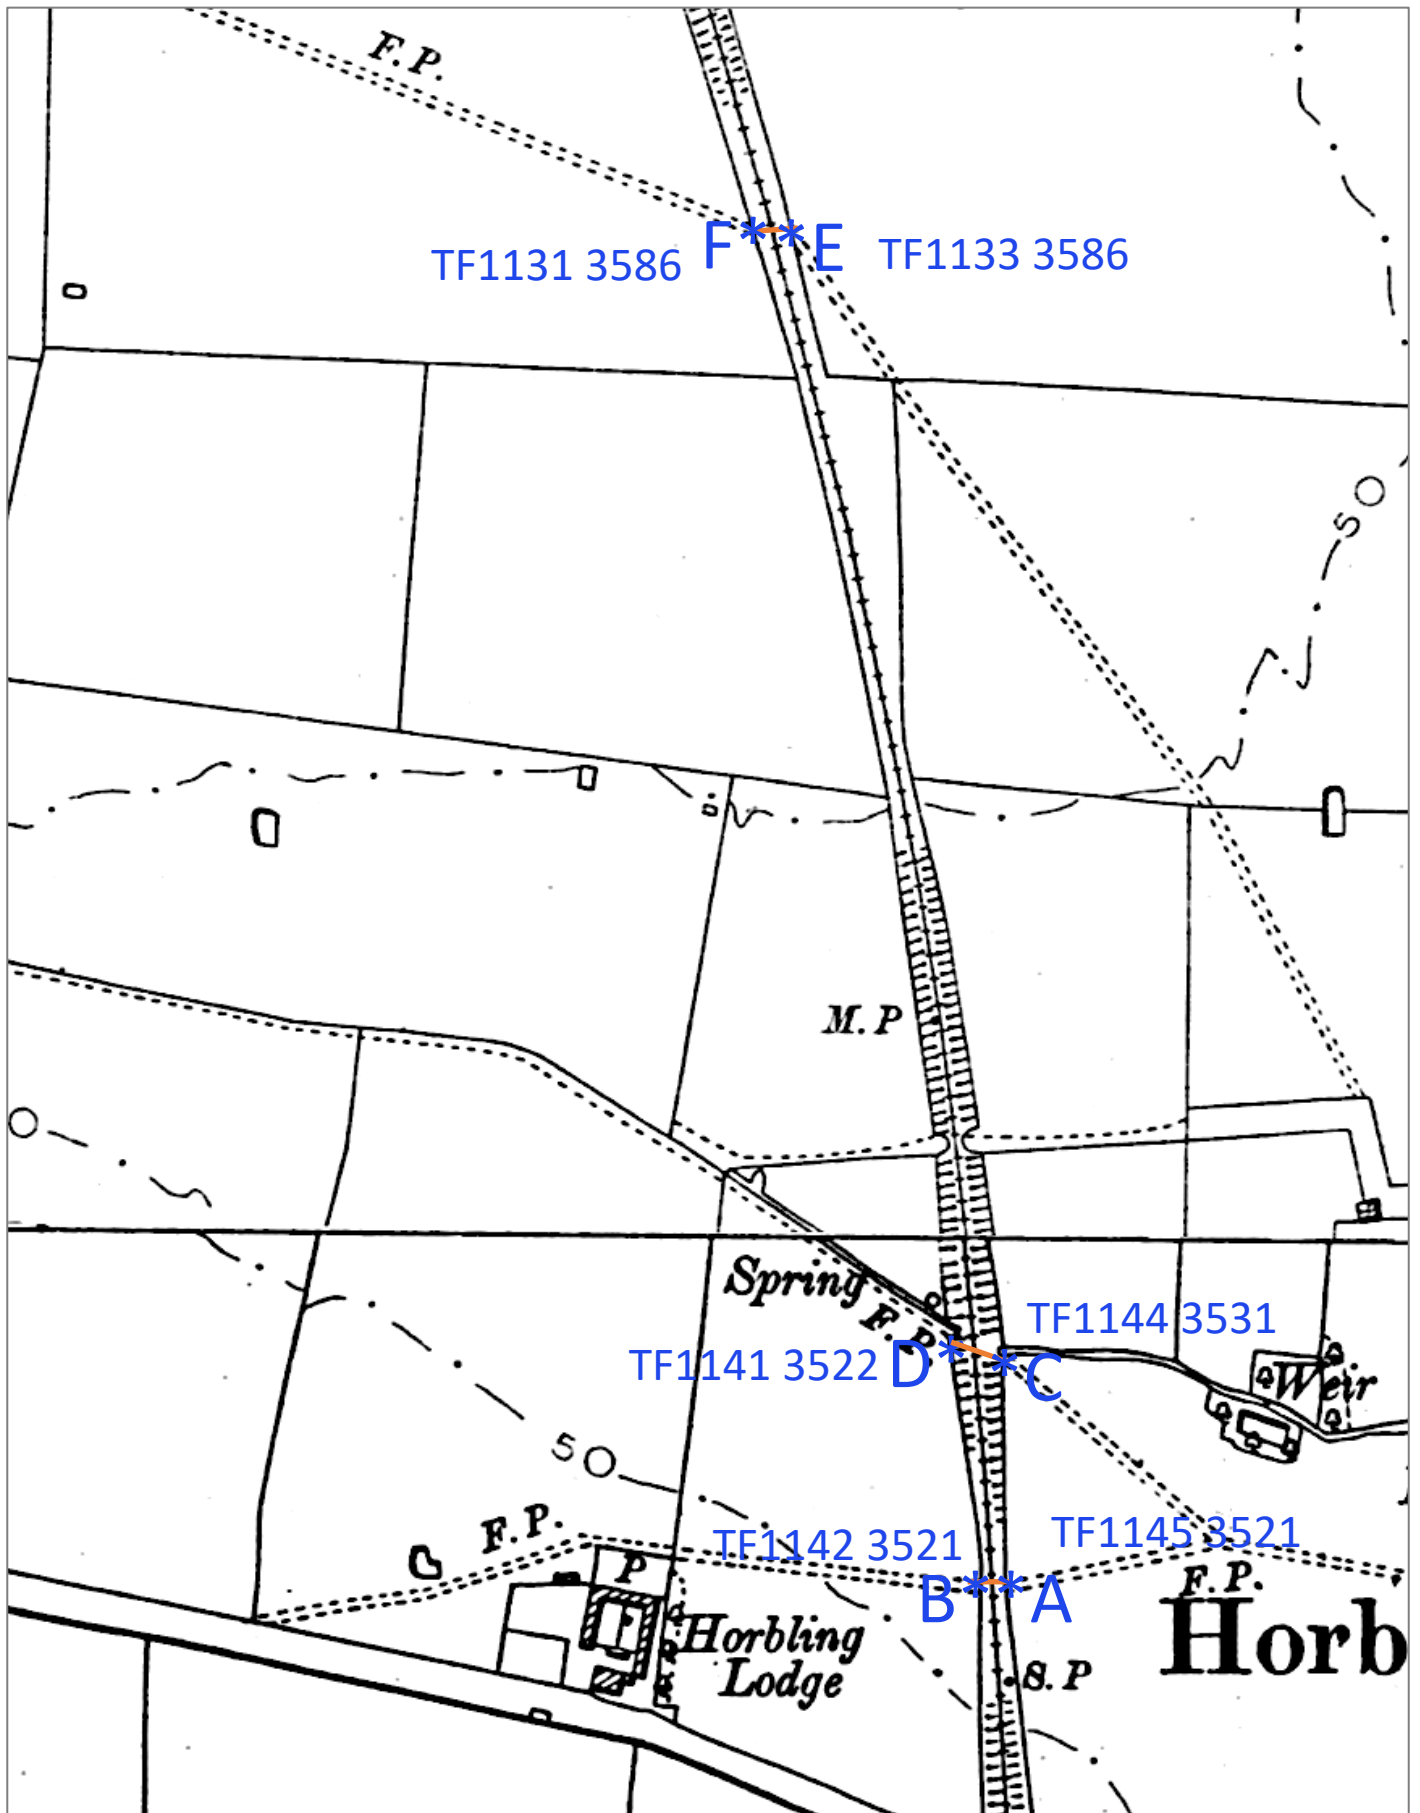 F.P.
F
E
TF1131 3586
TF1133 3586
50
M.P
Spring
F.P.
TF1144 3531
TF1141 3522
D
C
Weir
50
F.P.
TF1142 3521
TF1145 3521
P
B
A
F.P.
Horb
Horbling
Lodge
S.P